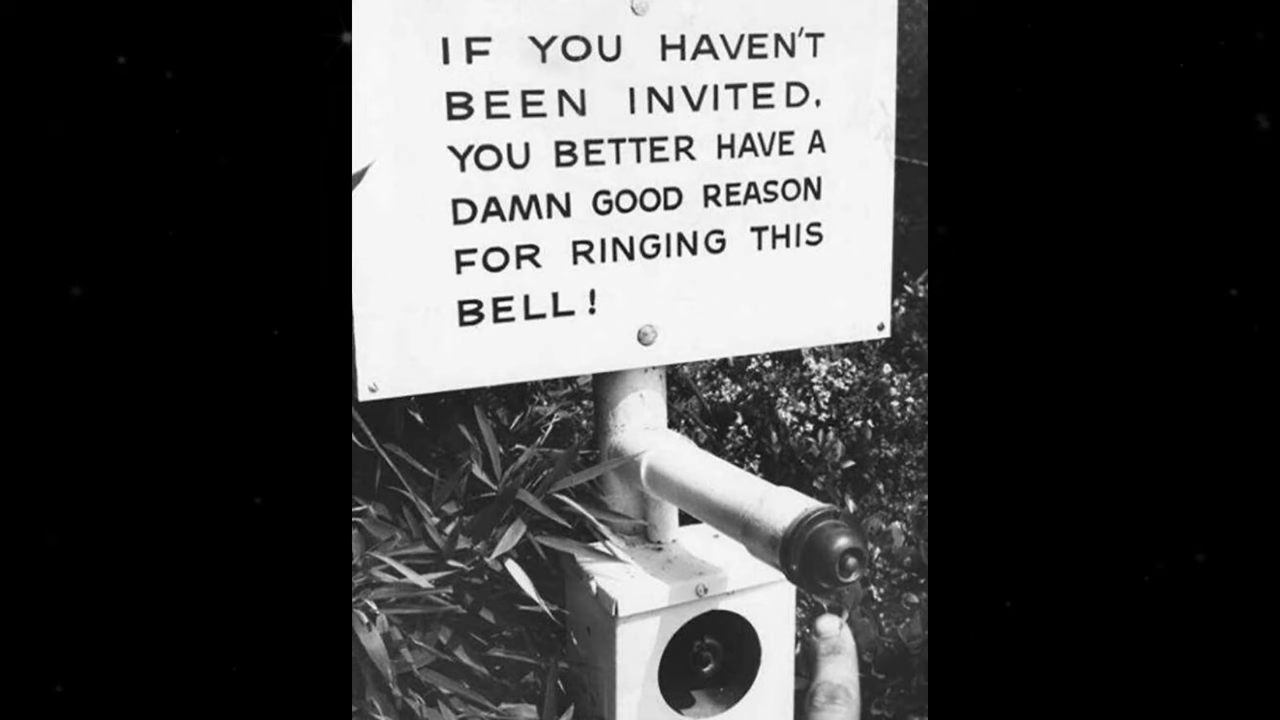 IF YOU HAVEN'T
BEEN INVITED.
YOU BETTER HAVE A
DAMN GOOD REASON
FOR RINGING THIS
BELL!